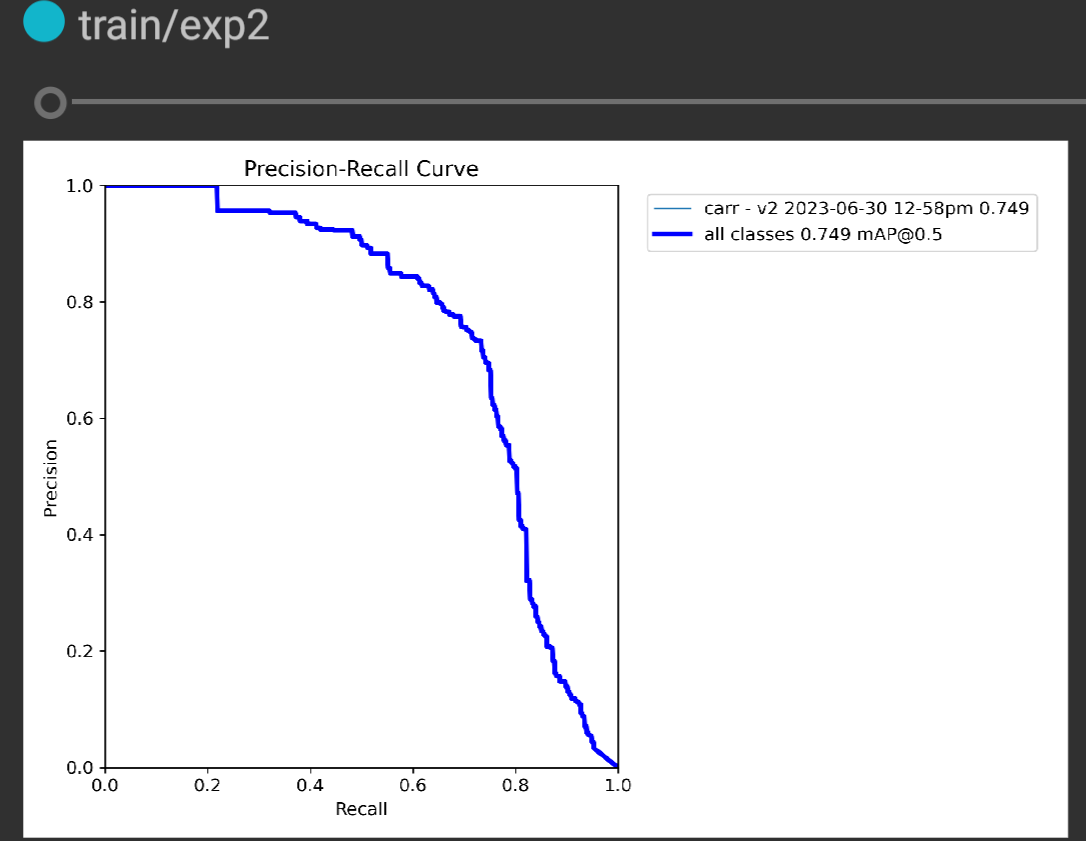 train/exp2
Precision-Recall Curve
carr - v2 2023-06-30 12-58pm 0.749
all classes 0.749 mAP@0.5
1.0
0.8
0.6
0.4
0.2
0.0
Precision
0.0 0.2 0.4 0.6 0.8 1.0
Recall